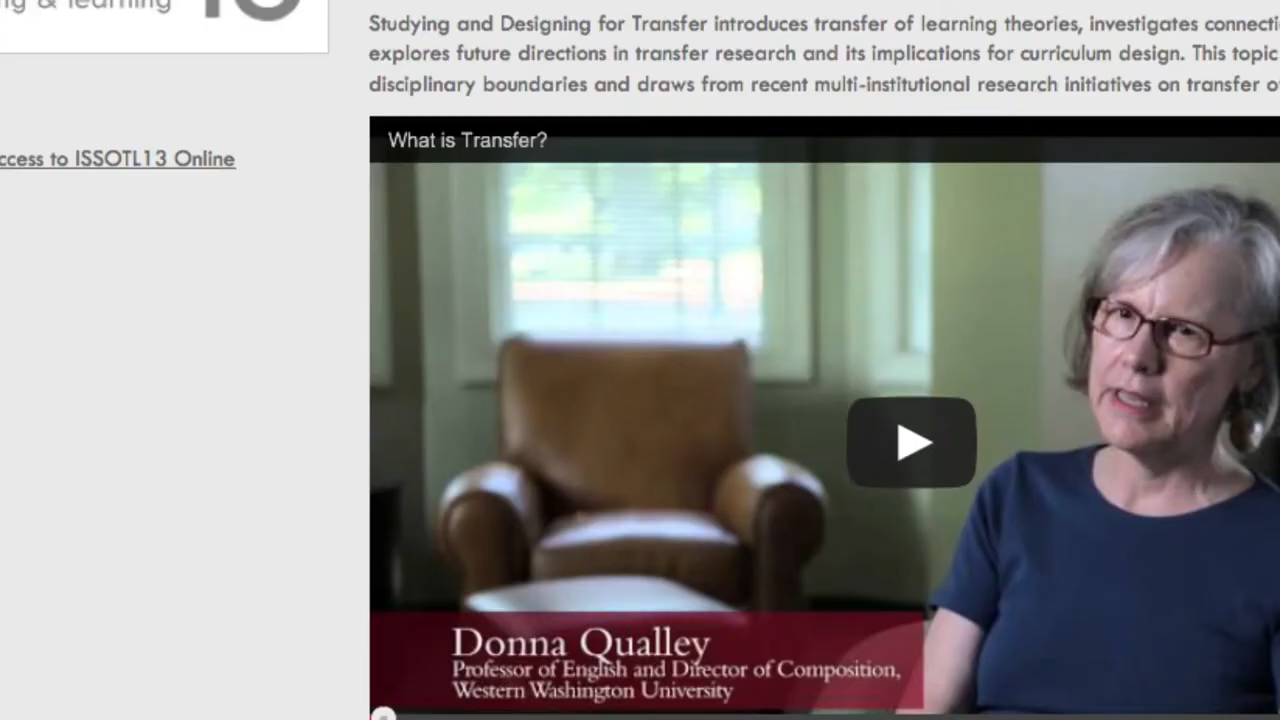 ng & learning 13
Studying and Designing for Transfer introduces transfer of learning theories, investigates connecti
explores future directions in transfer research and its implications for curriculum design. This topic
disciplinary boundaries and draws from recent multi-institutional research initiatives on transfer o
What is Transfer?
ccess to ISSOTL13 Online
Donna Qualley
Professor of English and Director of Composition,
Western Washington University